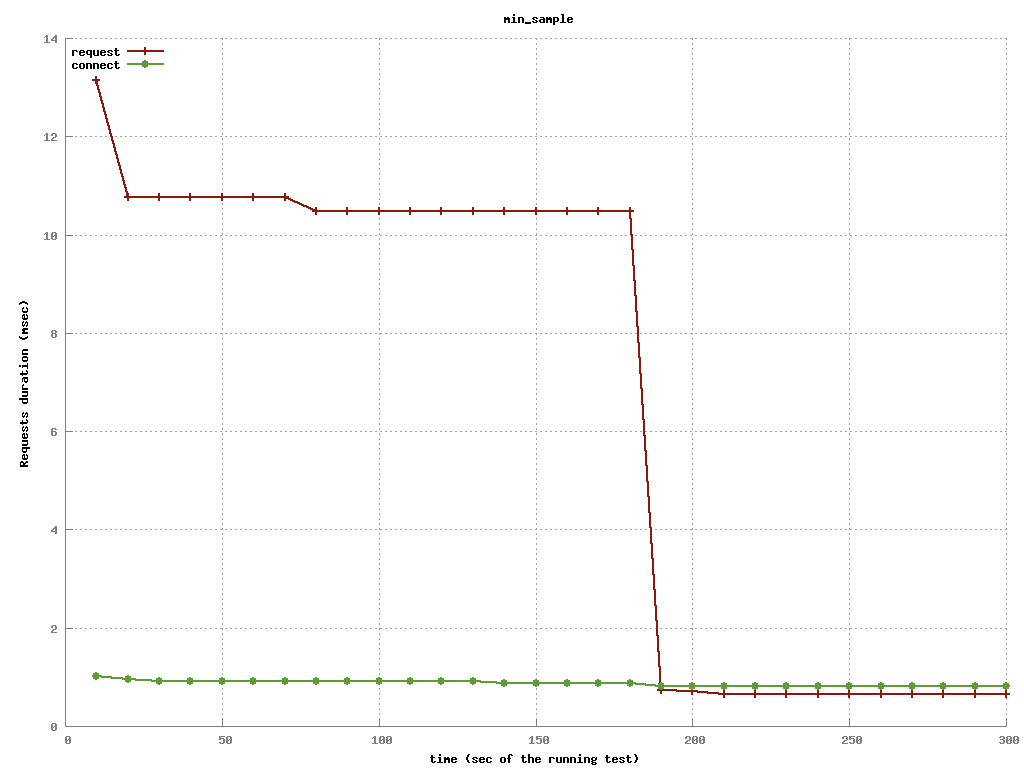 min_sample
request
connect
14
12
10
8
6
4
2
0
Requests duration (msec)
0 50 100 150 200 250 300
time (sec of the running test)